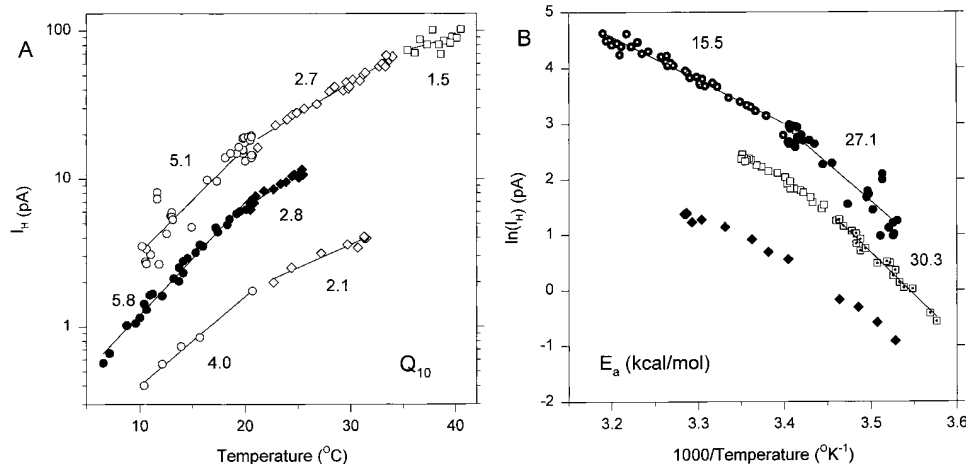 A
B
100
10
1
I_H (pA)
2.7
1.5
5.1
2.8
5.8
2.1
4.0
Q_10
10 20 30 40
Temperature (°C)
5
4
3
2
1
0
-1
-2
ln(I_H) (pA)
15.5
27.1
30.3
E_a (kcal/mol)
3.2 3.3 3.4 3.5 3.6
1000/Temperature (°K⁻¹)